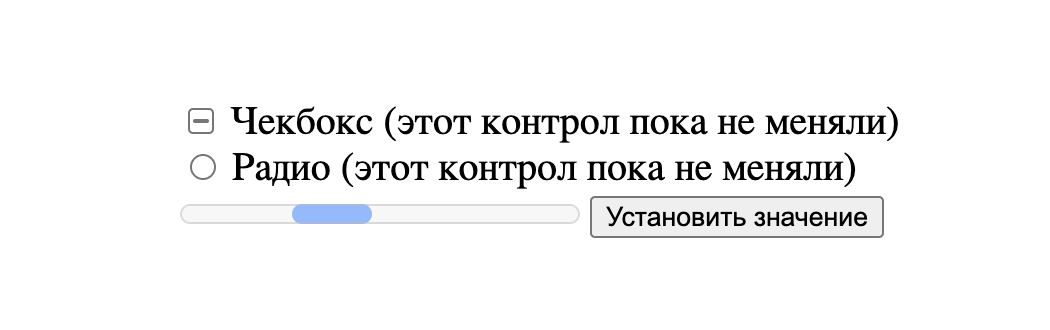 Чекбокс (этот контрол пока не меняли)
Радио (этот контрол пока не меняли)
Установить значение